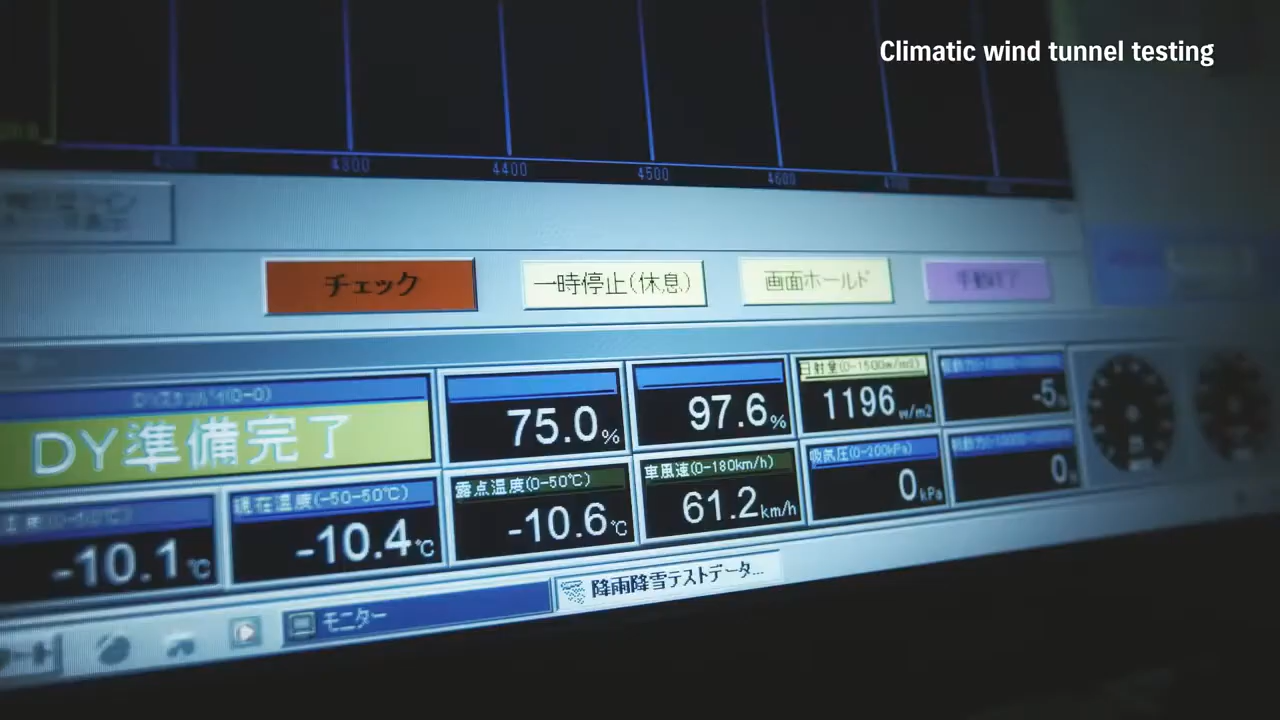 Climatic wind tunnel testing
4300
4400
4500
4600
チェック
一時停止(休息)
画面ホールド
手動終了
75.0%
97.6%
日射量(0-1500w/m2)
1196w/m2
-5
DY準備完了
現在温度(-50-50℃)
-10.4℃
露点温度(0-50℃)
-10.6℃
車風速(0-180km/h)
61.2km/h
吸気圧(0-200kPa)
0kPa
0
-10.1℃
モニター
降雨降雪テストデータ...